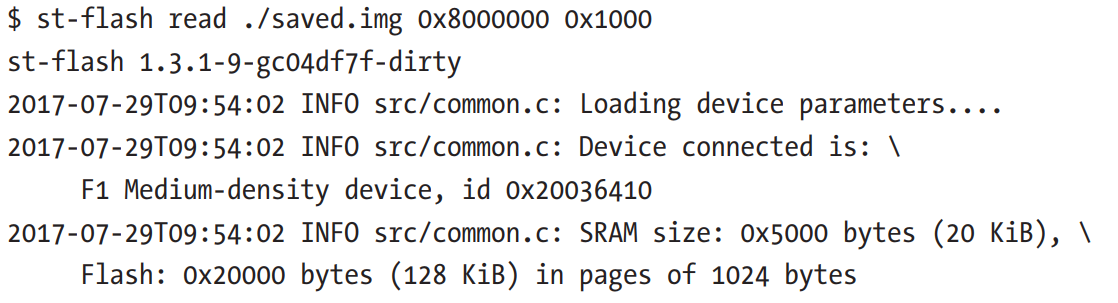 $ st-flash read ./saved.img 0x8000000 0x1000
st-flash 1.3.1-9-gc04df7f-dirty
2017-07-29T09:54:02 INFO src/common.c: Loading device parameters....
2017-07-29T09:54:02 INFO src/common.c: Device connected is: \
F1 Medium-density device, id 0x20036410
2017-07-29T09:54:02 INFO src/common.c: SRAM size: 0x5000 bytes (20 KiB), \
Flash: 0x20000 bytes (128 KiB) in pages of 1024 bytes